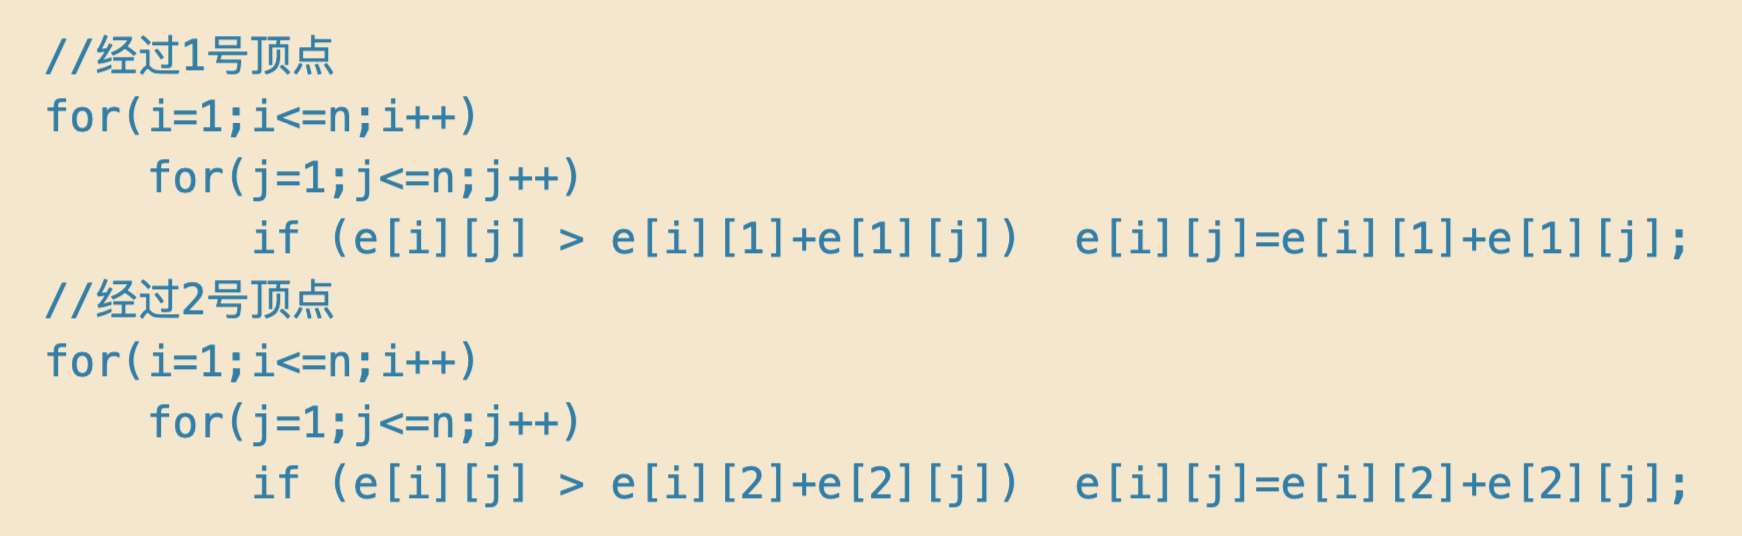 //经过1号顶点
for(i=1;i<=n;i++)
    for(j=1;j<=n;j++)
        if (e[i][j] > e[i][1]+e[1][j])  e[i][j]=e[i][1]+e[1][j];
//经过2号顶点
for(i=1;i<=n;i++)
    for(j=1;j<=n;j++)
        if (e[i][j] > e[i][2]+e[2][j])  e[i][j]=e[i][2]+e[2][j];